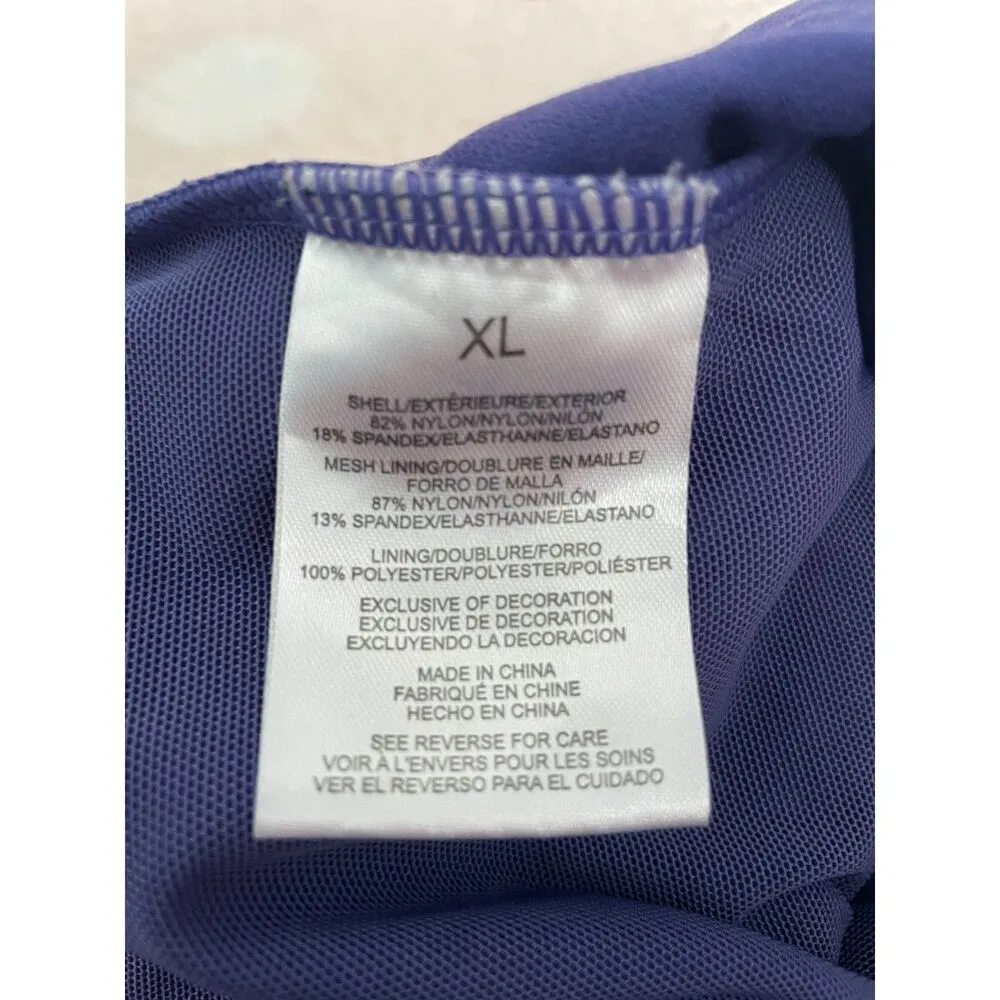 XL
SHELL/EXTÉRIEURE/EXTERIOR
82% NYLON/NYLON/NILÓN
18% SPANDEX/ELASTHANNE/ELASTANO
MESH LINING/DOUBLURE EN MAILLE/
FORRO DE MALLA
87% NYLON/NYLON/NILÓN
13% SPANDEX/ELASTHANNE/ELASTANO
LINING/DOUBLURE/FORRO
100% POLYESTER/POLYESTER/POLIÉSTER
EXCLUSIVE OF DECORATION
EXCLUSIVE DE DECORATION
EXCLUYENDO LA DECORACION
MADE IN CHINA
FABRIQUÉ EN CHINE
HECHO EN CHINA
SEE REVERSE FOR CARE
VOIR À L'ENVERS POUR LES SOINS
VER EL REVERSO PARA EL CUIDADO